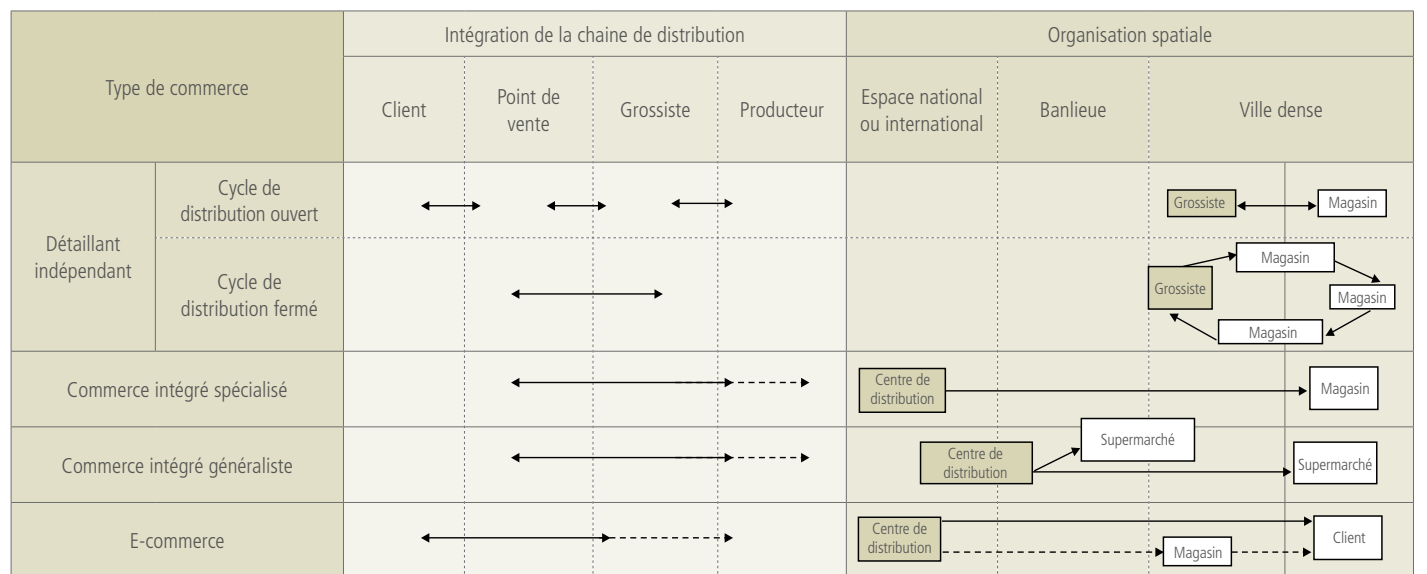 Type de commerce
Intégration de la chaine de distribution
Organisation spatiale
Client
Point de
vente
Grossiste
Producteur
Espace national
ou international
Banlieue
Ville dense
Détaillant
indépendant
Cycle de
distribution ouvert
Grossiste
Magasin
Cycle de
distribution fermé
Magasin
Grossiste
Magasin
Magasin
Commerce intégré spécialisé
Centre de
distribution
Magasin
Commerce intégré généraliste
Centre de
distribution
Supermarché
Supermarché
E-commerce
Centre de
distribution
Magasin
Client